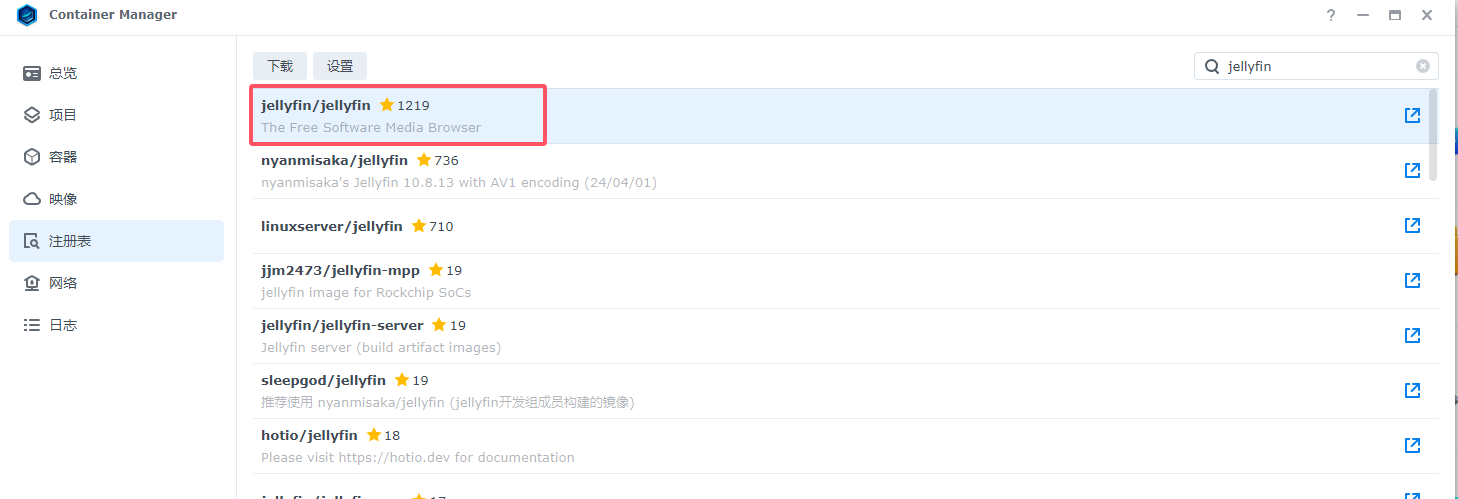 Container Manager
总览
项目
容器
映像
注册表
网络
日志
下载 设置 jellyfin
jellyfin/jellyfin 1219
The Free Software Media Browser
nyanmisaka/jellyfin 736
nyanmisaka's Jellyfin 10.8.13 with AV1 encoding (24/04/01)
linuxserver/jellyfin 710
jjm2473/jellyfin-mpp 19
jellyfin image for Rockchip SoCs
jellyfin/jellyfin-server 19
Jellyfin server (build artifact images)
sleepgod/jellyfin 19
推荐使用 nyanmisaka/jellyfin (jellyfin开发组成员构建的镜像)
hotio/jellyfin 18
Please visit https://hotio.dev for documentation